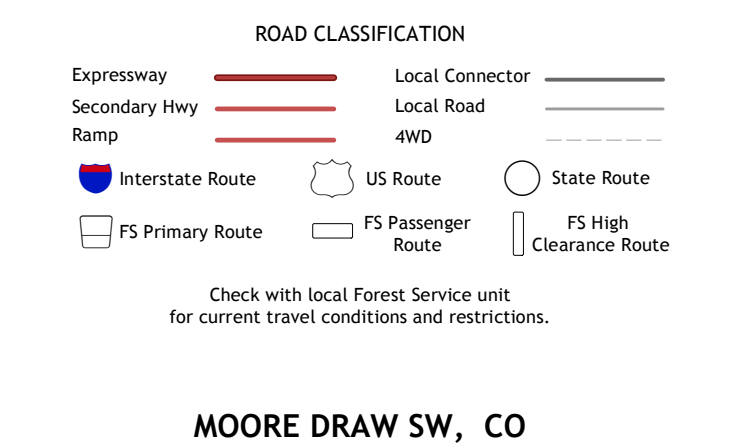 ROAD CLASSIFICATION
Expressway
Local Connector
Secondary Hwy
Local Road
Ramp
4WD
Interstate Route
US Route
State Route
FS Primary Route
FS Passenger
Route
FS High
Clearance Route
Check with local Forest Service unit
for current travel conditions and restrictions.
MOORE DRAW SW, CO